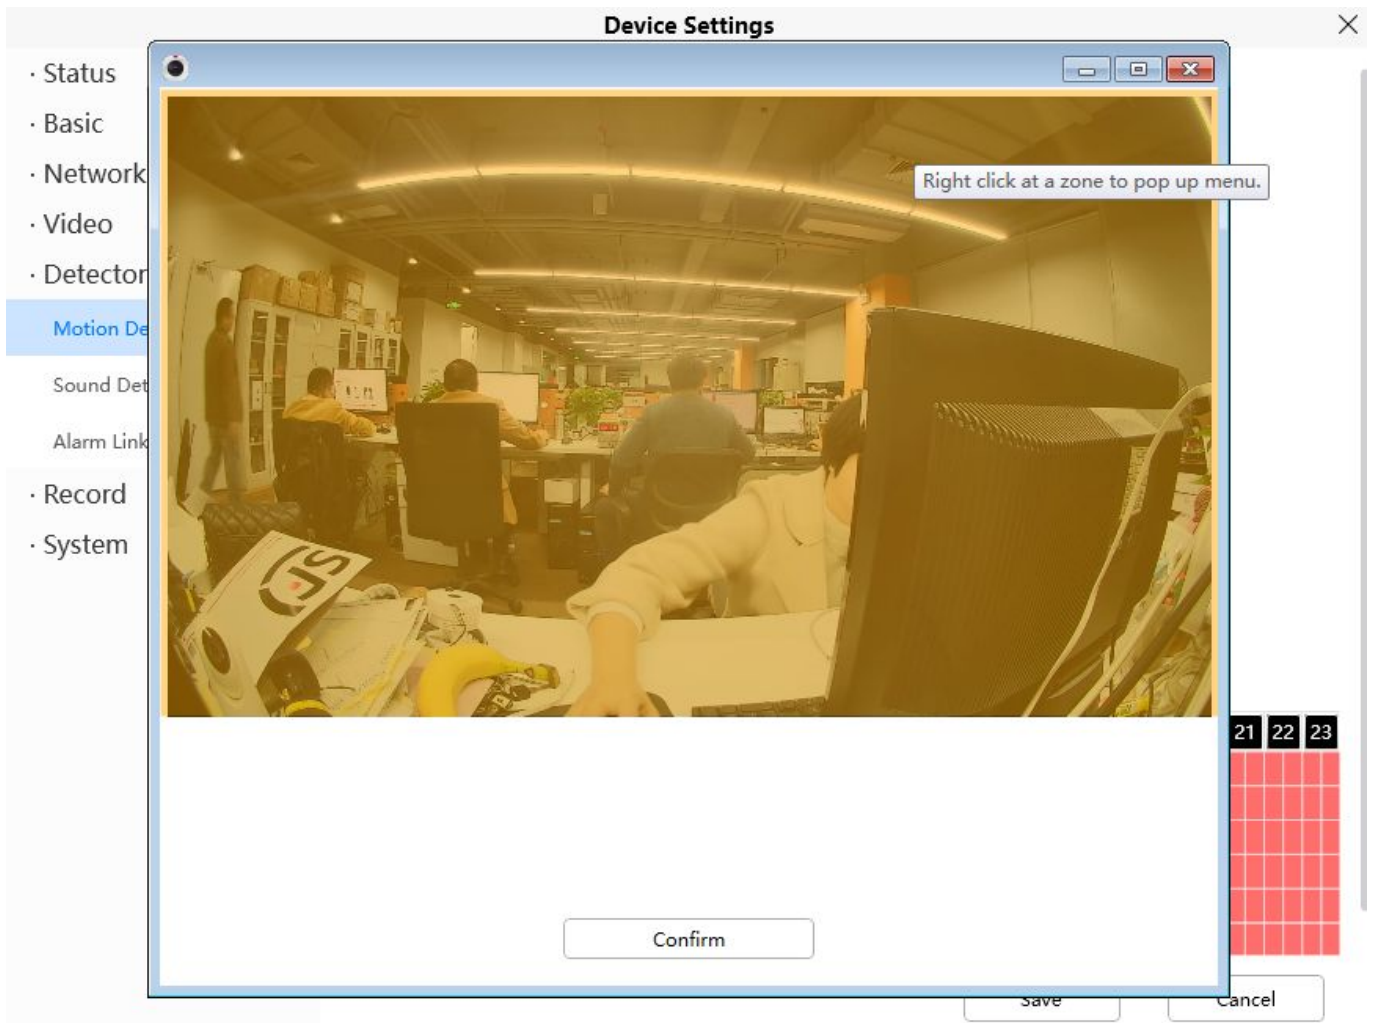 Device Settings
· Status
· Basic
· Network
· Video
· Detector
Motion De
Sound Det
Alarm Link
· Record
· System
Right click at a zone to pop up menu.
21 22 23
Confirm
Save
Cancel